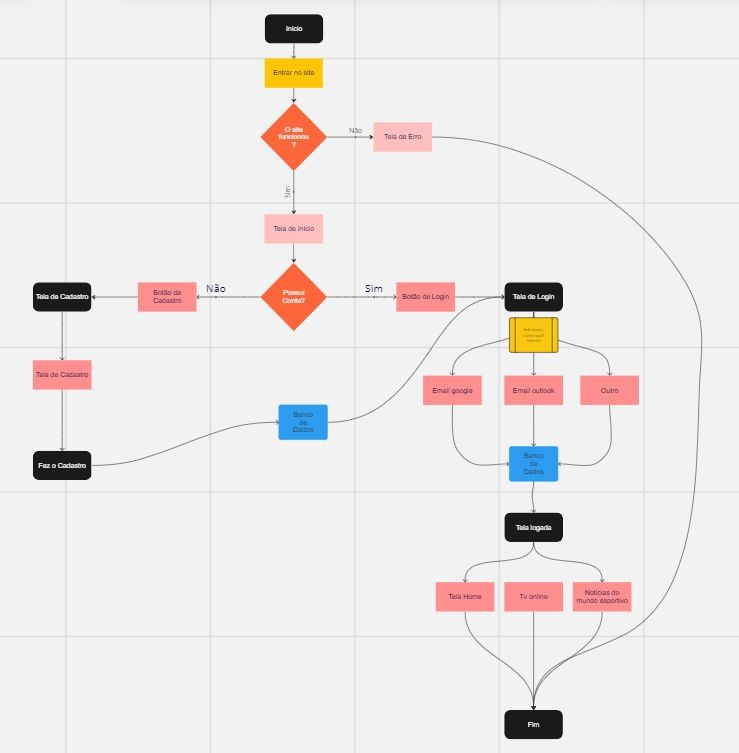 Início
Entrar no site
O site
funcionou
?
Não
Tela de Erro
Sim
Tela de início
Possui
Conta?
Não
Sim
Botão de
Cadastro
Tela de Cadastro
Botão de Login
Tela de Login
Tela de Cadastro
Email google
Email outlook
Outro
Banco
de
Dados
Fez o Cadastro
Banco
de
Dados
Tela logada
Tela Home
Tv online
Notícias do
mundo esportivo
Fim